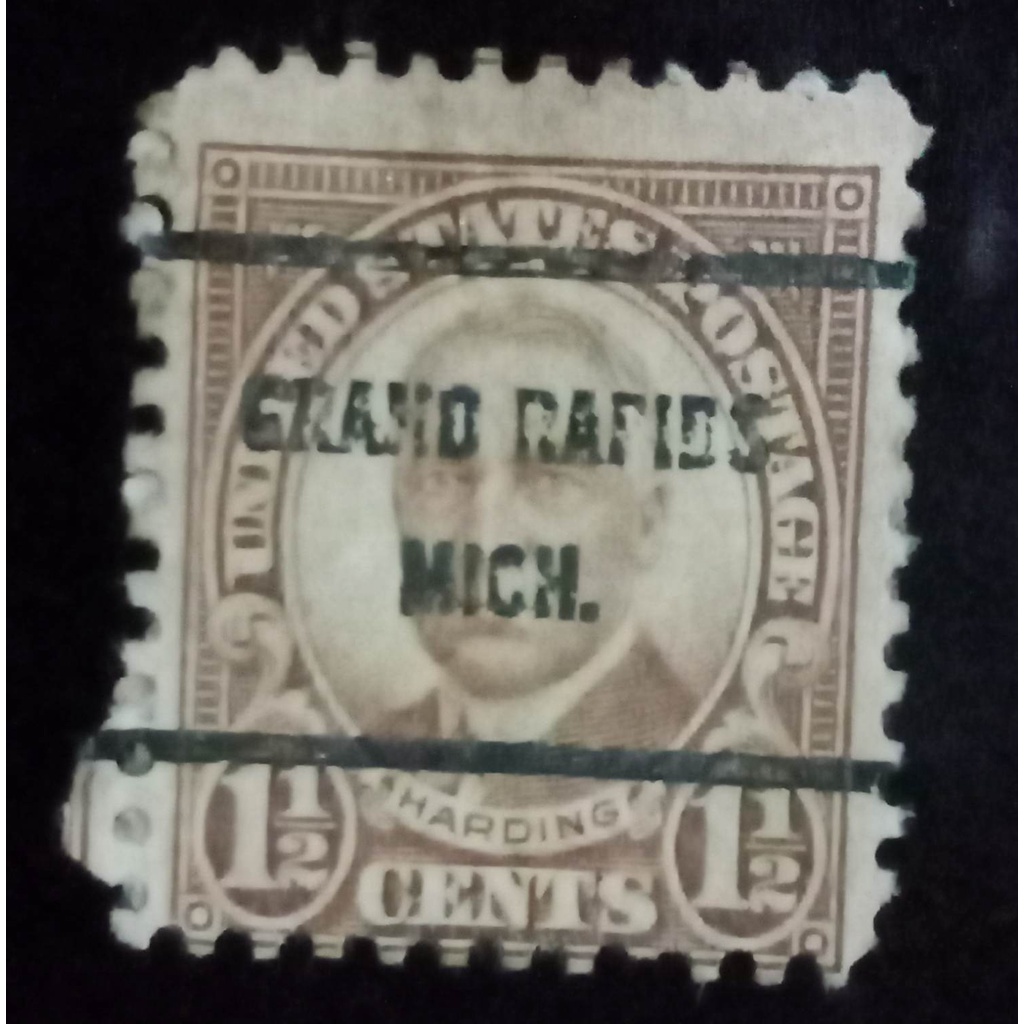 UNITED STATES POSTAGE
GRAND RAPIDS
MICH.
HARDING
1½ 1½
CENTS